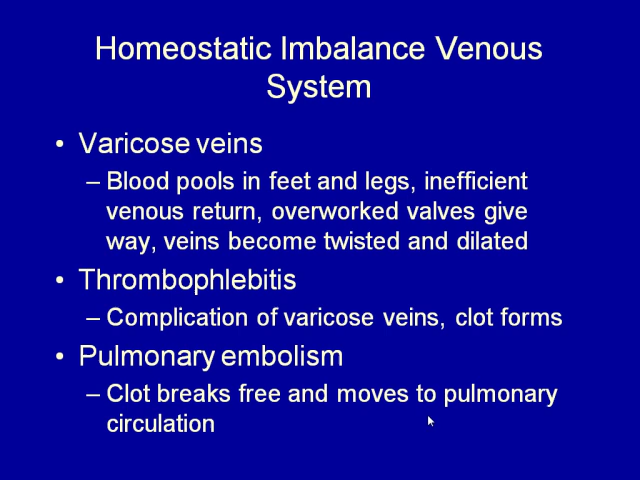 Homeostatic Imbalance Venous
System
• Varicose veins
– Blood pools in feet and legs, inefficient
venous return, overworked valves give
way, veins become twisted and dilated
• Thrombophlebitis
– Complication of varicose veins, clot forms
• Pulmonary embolism
– Clot breaks free and moves to pulmonary
circulation